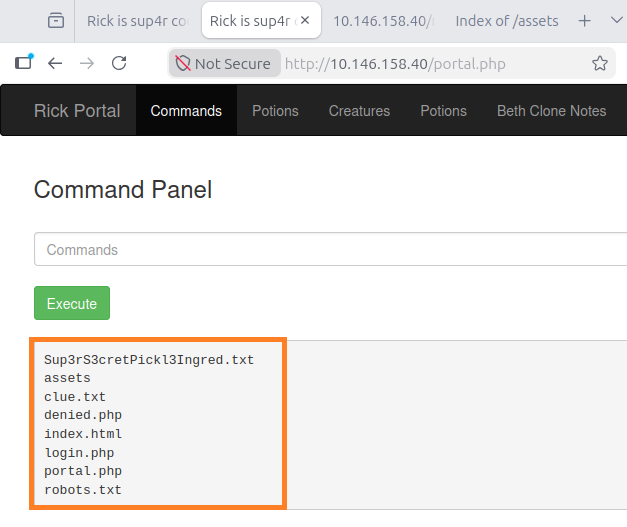 Rick is sup4r co
Rick is sup4r c
10.146.158.40/
Index of /assets
Not Secure
http://10.146.158.40/portal.php
Rick Portal
Commands
Potions
Creatures
Potions
Beth Clone Notes
Command Panel
Commands
Execute
Sup3rS3cretPickl3Ingred.txt
assets
clue.txt
denied.php
index.html
login.php
portal.php
robots.txt